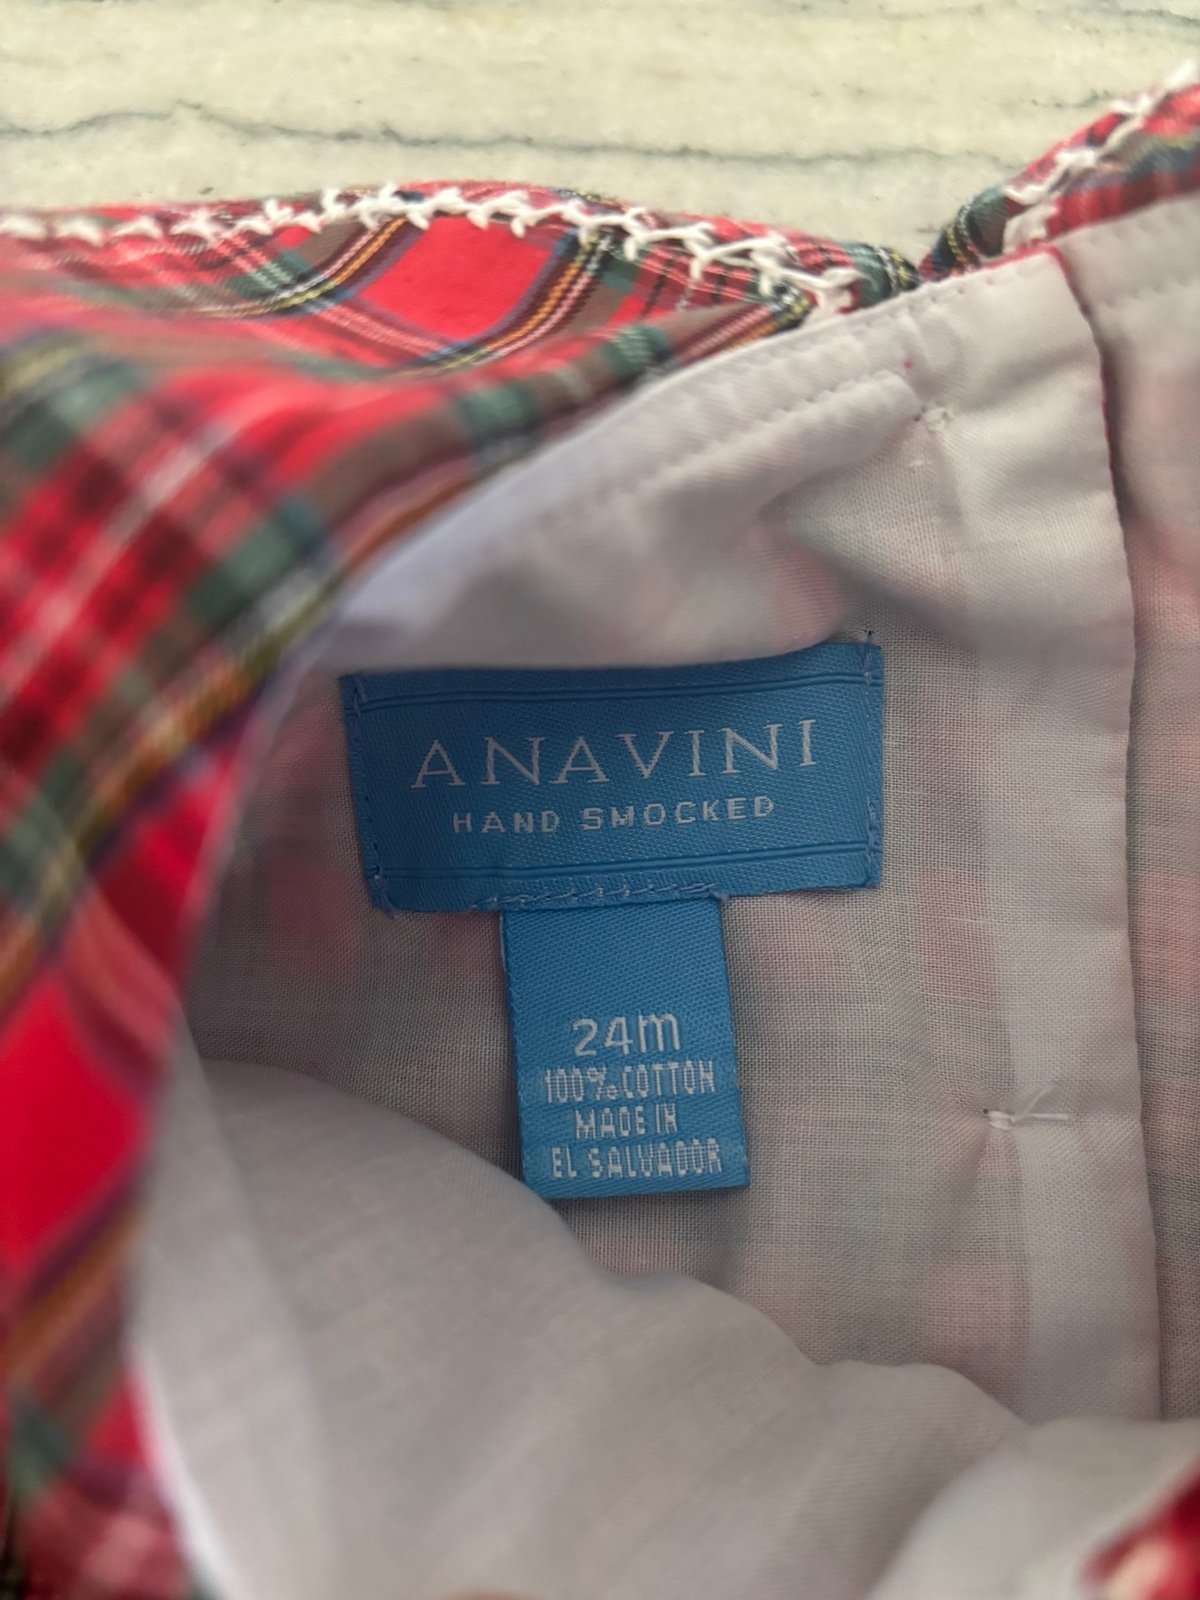 ANAVINI
HAND SMOCKED
24m
100% COTTON
MADE IN
EL SALVADOR